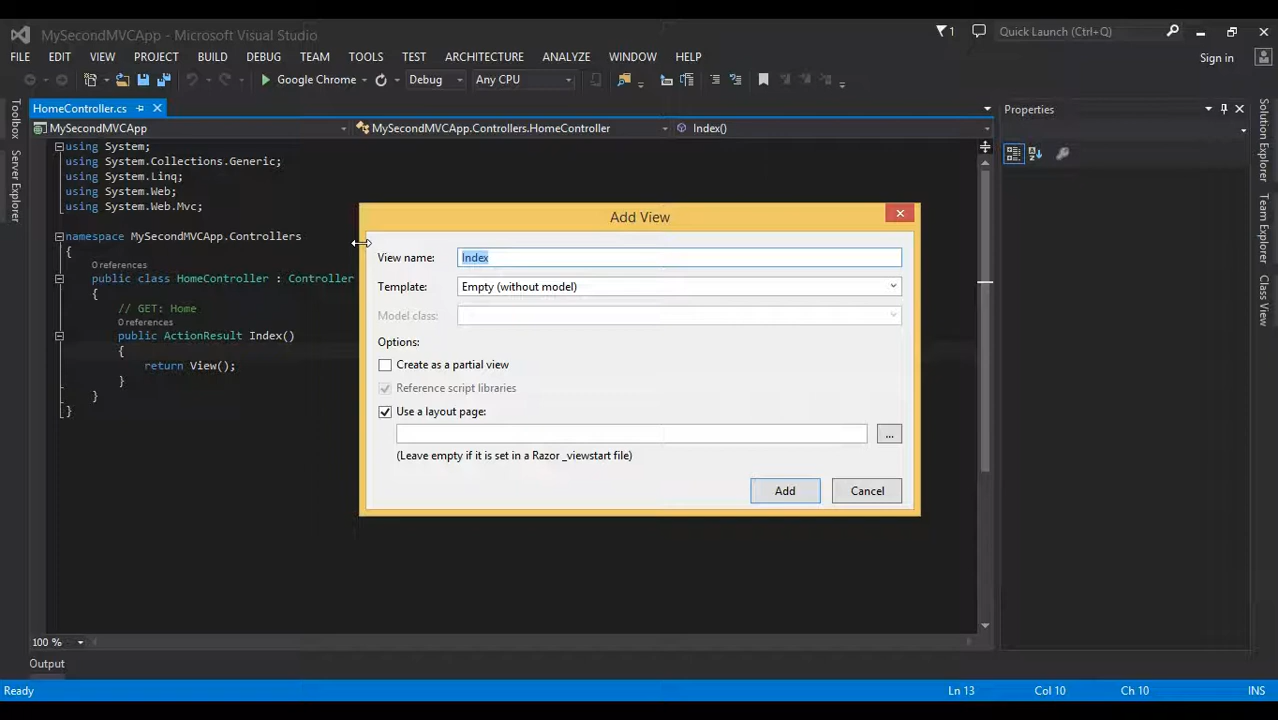 MySecondMVCApp - Microsoft Visual Studio
1
Quick Launch (Ctrl+Q)
FILE EDIT VIEW PROJECT BUILD DEBUG TEAM TOOLS TEST ARCHITECTURE ANALYZE WINDOW HELP
Sign in
Google Chrome Debug Any CPU
HomeController.cs
Properties
MySecondMVCApp MySecondMVCApp.Controllers.HomeController Index()
Toolbox
Server Explorer
using System;
using System.Collections.Generic;
using System.Linq;
using System.Web;
using System.Web.Mvc;
namespace MySecondMVCApp.Controllers
{
0 references
public class HomeController : Controller
{
// GET: Home
0 references
public ActionResult Index()
{
return View();
}
}
}
Add View
View name: Index
Template: Empty (without model)
Model class:
Options:
Create as a partial view
Reference script libraries
Use a layout page:
...
(Leave empty if it is set in a Razor _viewstart file)
Add Cancel
Solution Explorer
Team Explorer
Class View
100 %
Output
Ready Ln 13 Col 10 Ch 10 INS